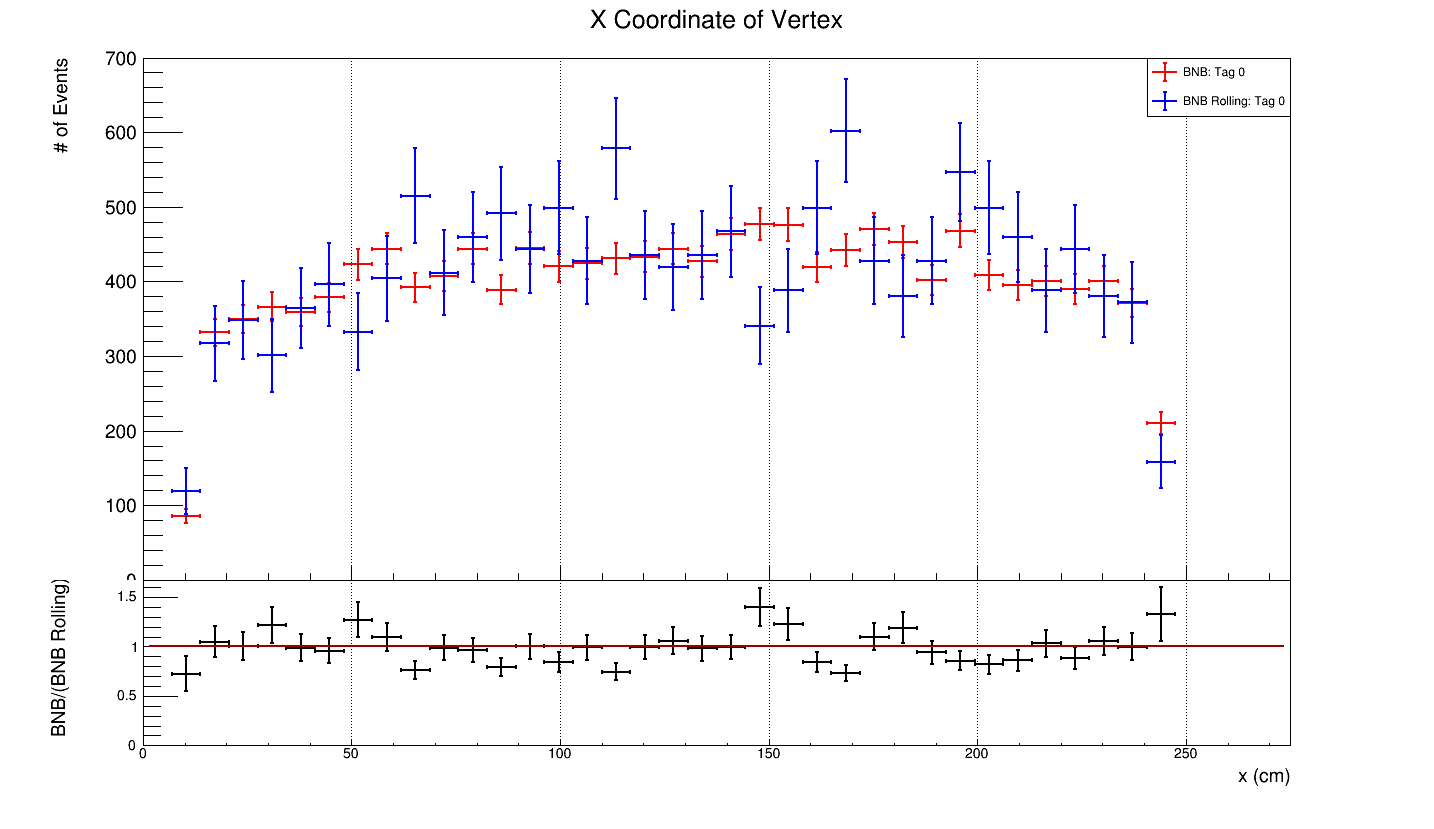 X Coordinate of Vertex
# of Events
700
600
500
400
300
200
100
0
BNB: Tag 0
BNB Rolling: Tag 0
BNB/(BNB Rolling)
1.5
1
0.5
0
0 50 100 150 200 250
x (cm)